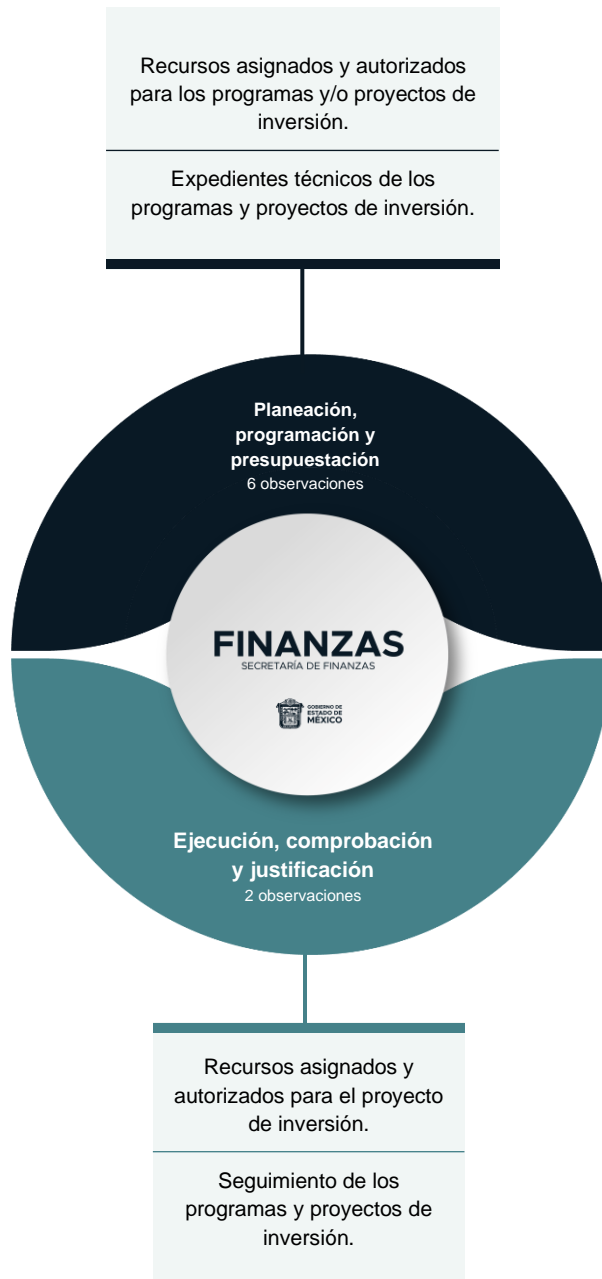 Recursos asignados y autorizados
para los programas y/o proyectos de
inversión.
Expedientes técnicos de los
programas y proyectos de inversión.
Planeación,
programación y
presupuestación
6 observaciones
FINANZAS
SECRETARÍA DE FINANZAS
GOBIERNO DE
ESTADO DE
MÉXICO
Ejecución, comprobación
y justificación
2 observaciones
Recursos asignados y
autorizados para el proyecto
de inversión.
Seguimiento de los
programas y proyectos de
inversión.